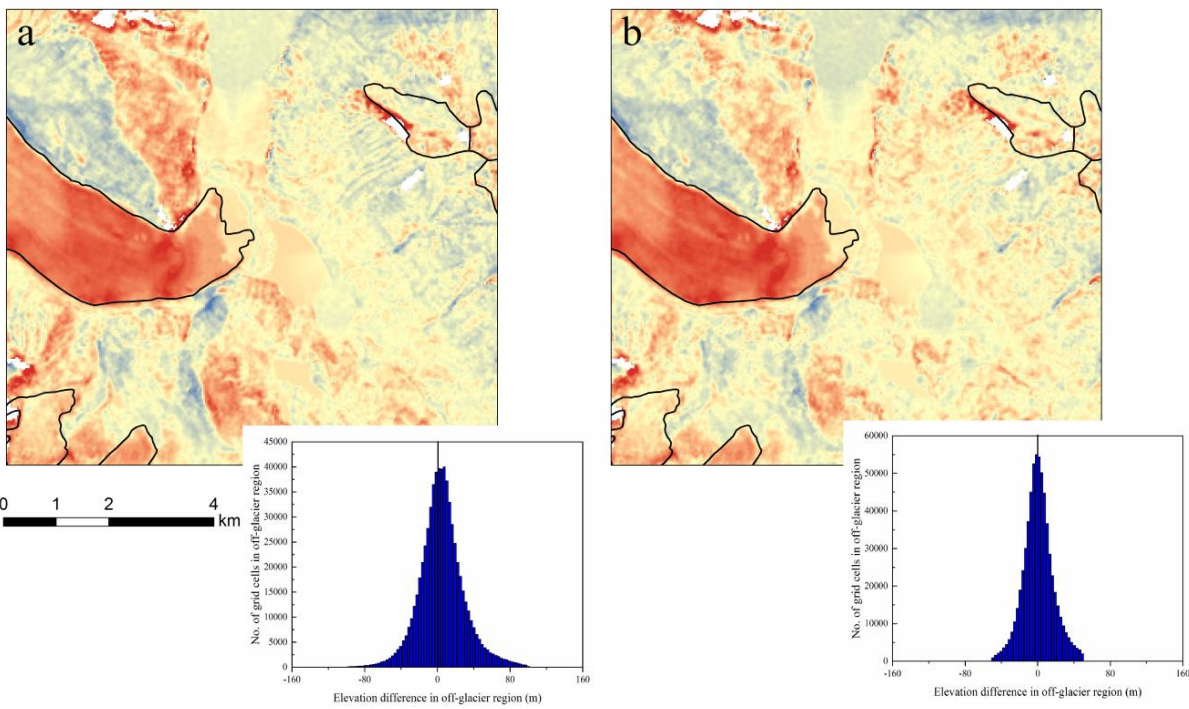 a
b
0 1 2 4
km
45000
40000
35000
30000
25000
20000
15000
10000
5000
0
No. of grid cells in off-glacier region
-160 -80 0 80 160
Elevation difference in off-glacier region (m)
60000
50000
40000
30000
20000
10000
0
No. of grid cells in off-glacier region
-160 -80 0 80 160
Elevation difference in off-glacier region (m)